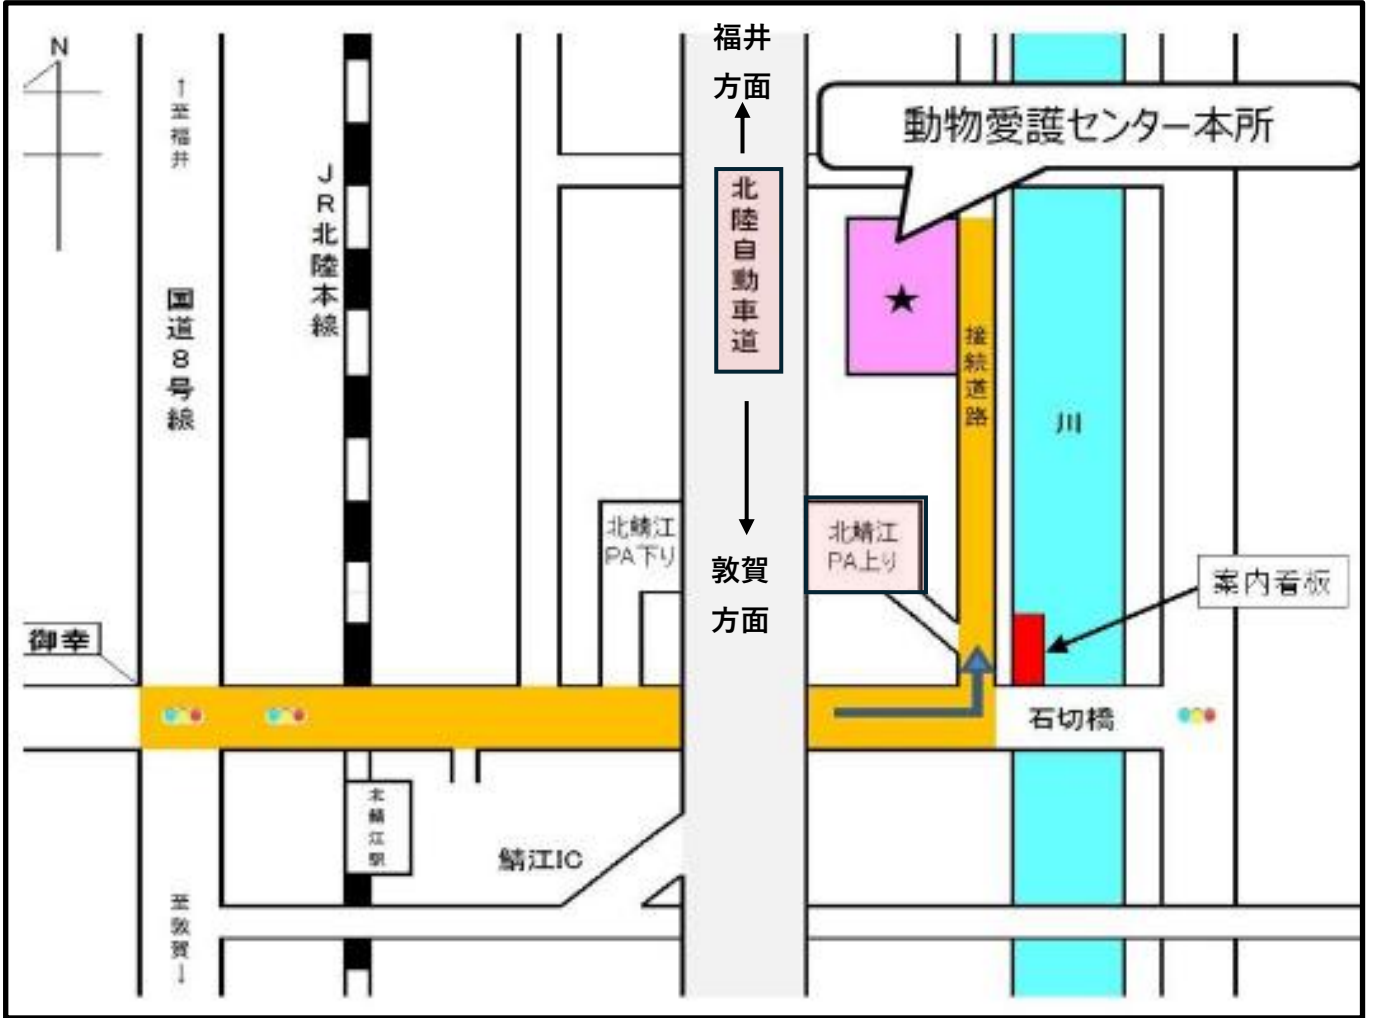 N
↑至福井
国道8号線
至敦賀↓
JR北陸本線
福井
方面
北陸自動車道
敦賀
方面
動物愛護センター本所
★
接続道路
川
北鯖江
PA下り
北鯖江
PA上り
案内看板
御幸
石切橋
北鯖江駅
鯖江IC